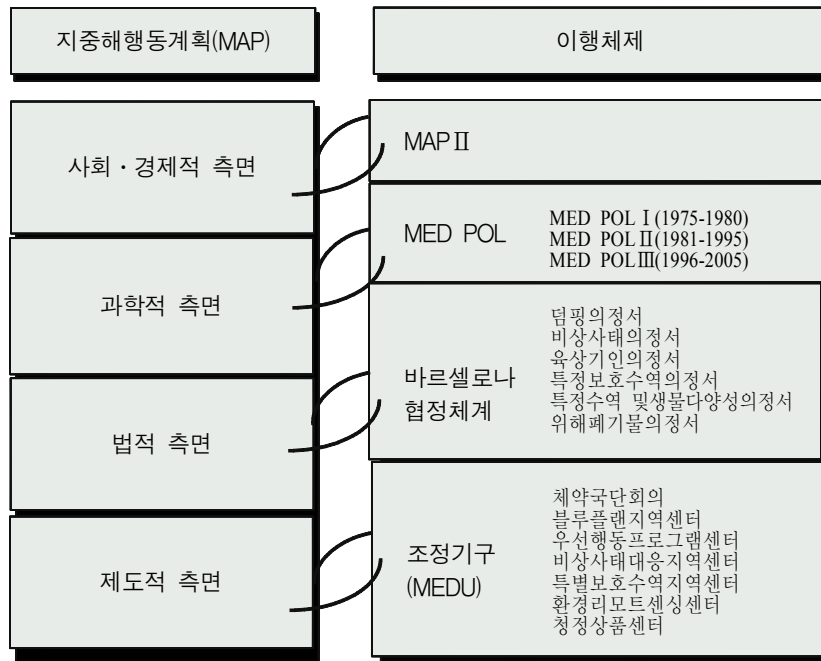 지중해행동계획(MAP)
이행체제
사회·경제적 측면
MAPⅡ
과학적 측면
MED POL
MED POL Ⅰ(1975-1980)
MED POLⅡ(1981-1995)
MED POLⅢ(1996-2005)
법적 측면
바르셀로나
협정체계
덤핑의정서
비상사태의정서
육상기인의정서
특정보호수역의정서
특정수역 및생물다양성의정서
위해폐기물의정서
제도적 측면
조정기구
(MEDU)
체약국단회의
블루플랜지역센터
우선행동프로그램센터
비상사태대응지역센터
특별보호수역지역센터
환경리모트센싱센터
청정상품센터